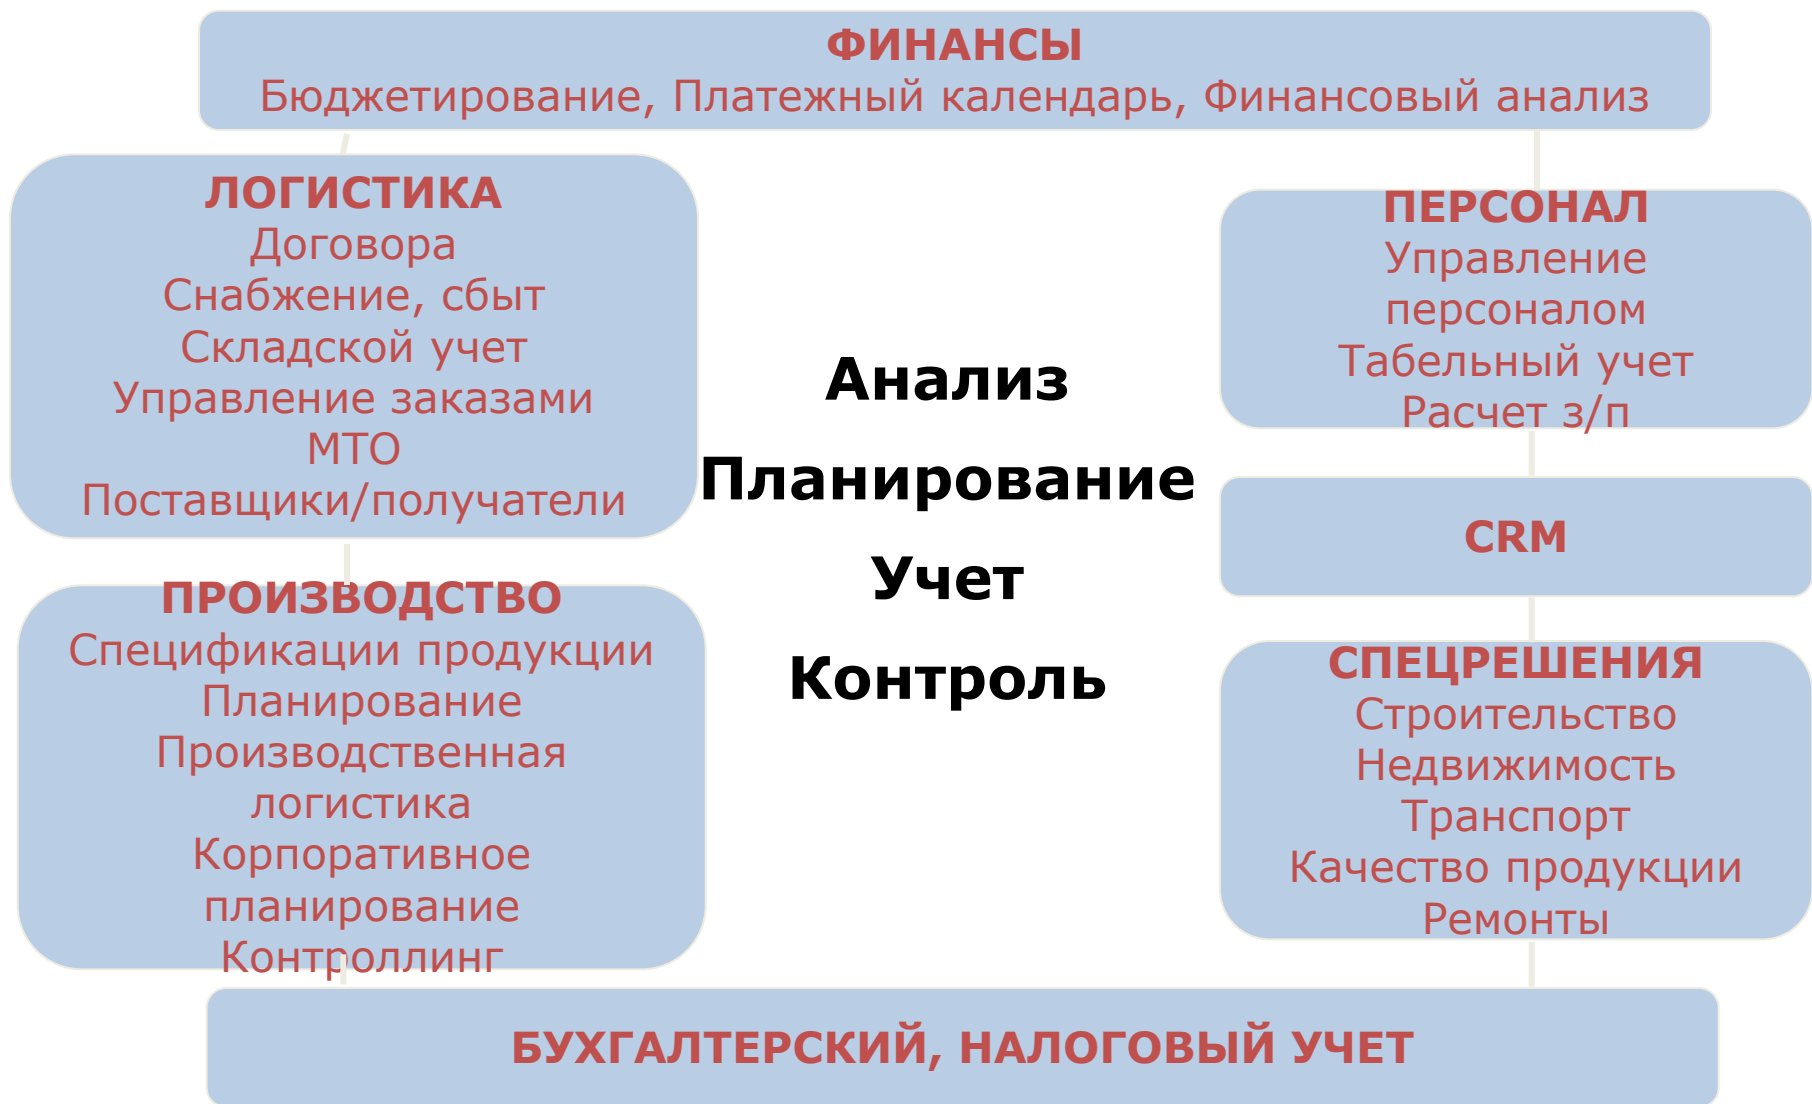 ФИНАНСЫ
Бюджетирование, Платежный календарь, Финансовый анализ
ЛОГИСТИКА
Договора
Снабжение, сбыт
Складской учет
Управление заказами
МТО
Поставщики/получатели
ПРОИЗВОДСТВО
Спецификации продукции
Планирование
Производственная
логистика
Корпоративное
планирование
Контроллинг
Анализ
Планирование
Учет
Контроль
ПЕРСОНАЛ
Управление
персоналом
Табельный учет
Расчет з/п
CRM
СПЕЦРЕШЕНИЯ
Строительство
Недвижимость
Транспорт
Качество продукции
Ремонты
БУХГАЛТЕРСКИЙ, НАЛОГОВЫЙ УЧЕТ